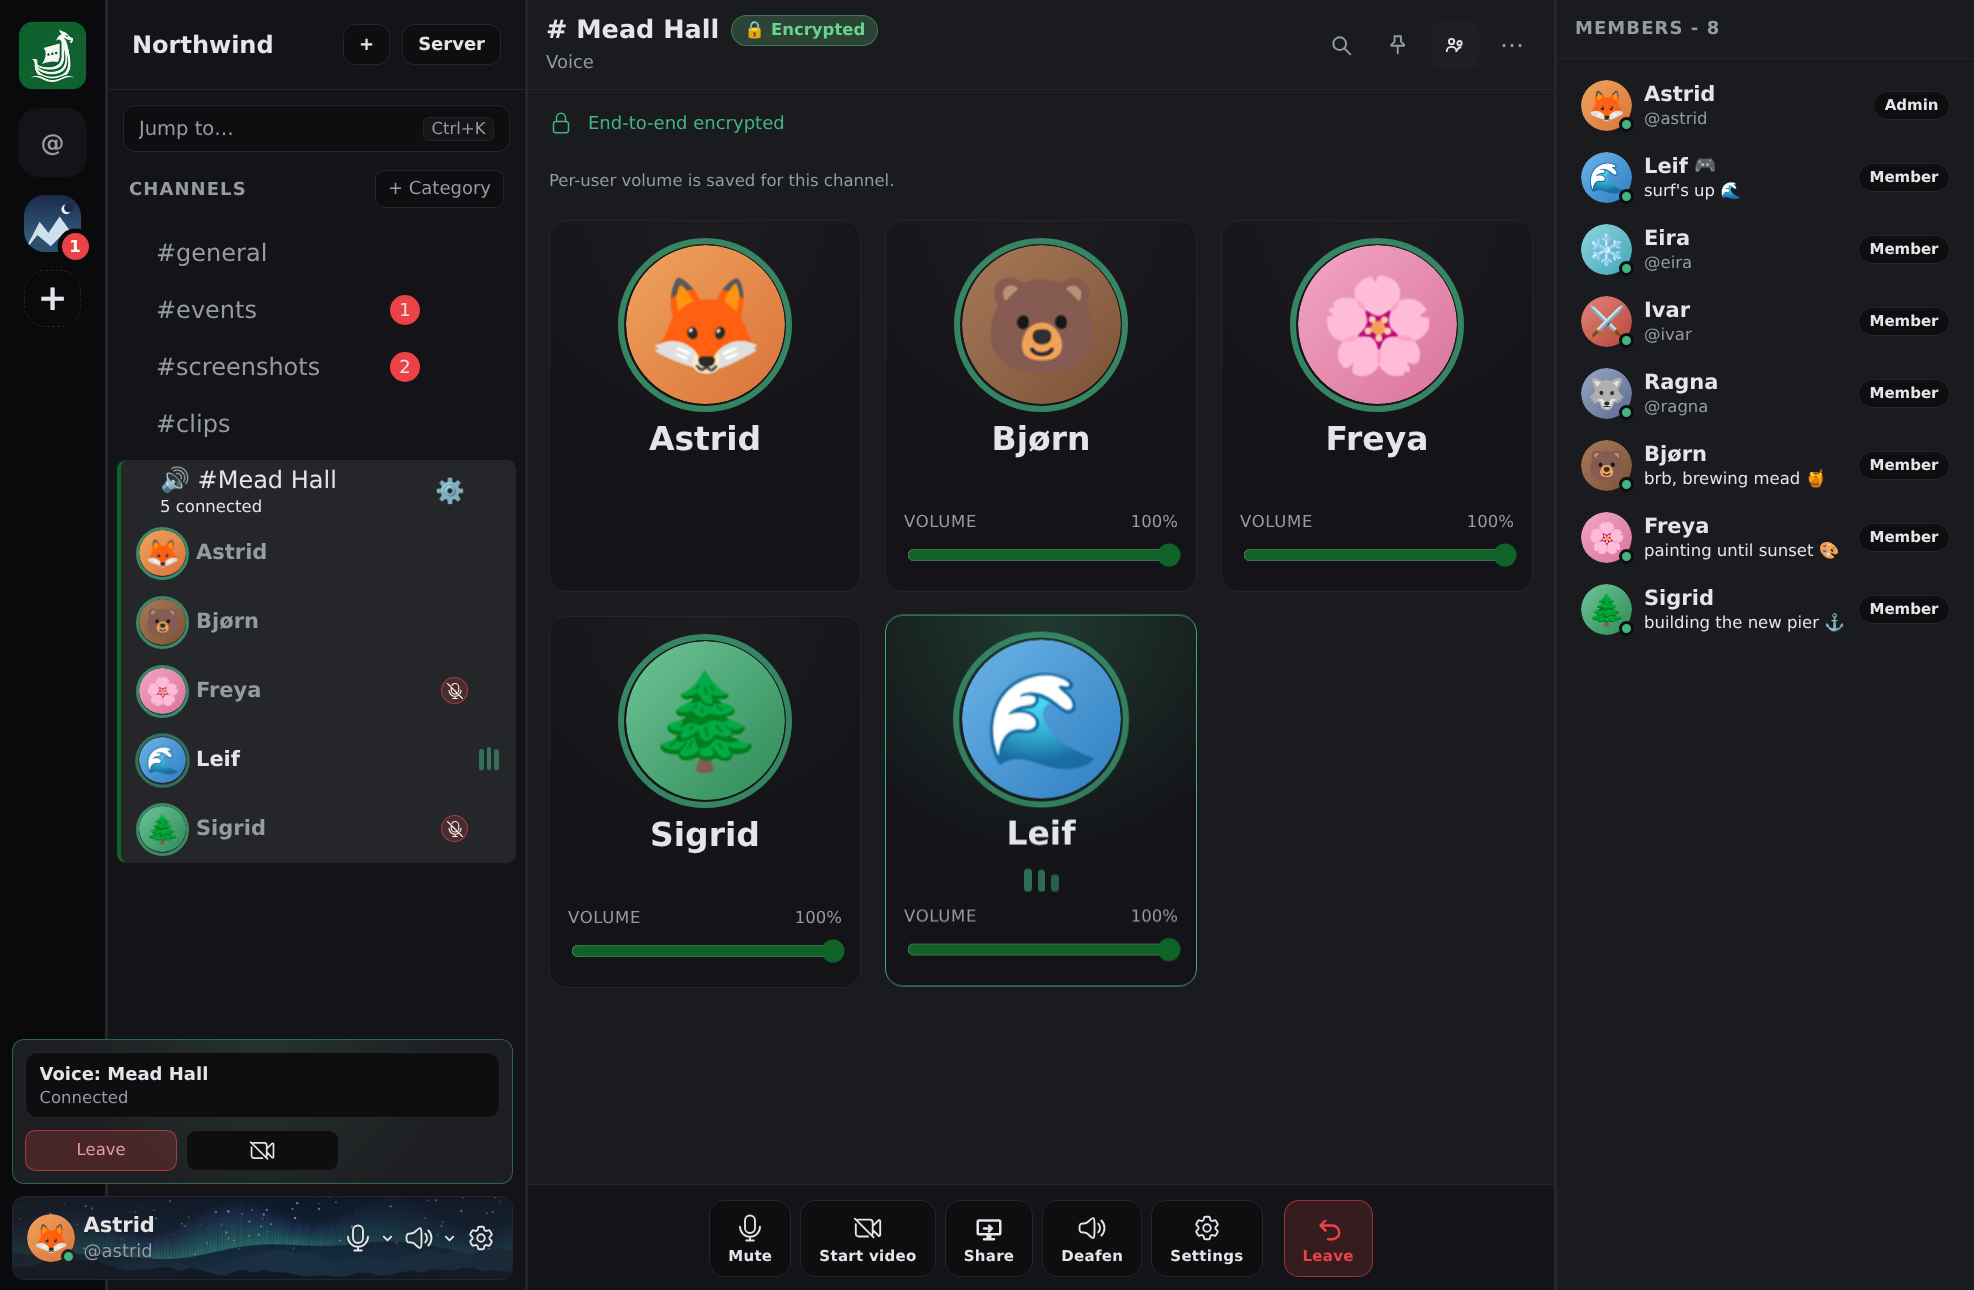 Northwind
+
Server
Jump to...
Ctrl+K
CHANNELS
+ Category
@
1
+
#general
#events
1
#screenshots
2
#clips
🔊 #Mead Hall
5 connected
Astrid
Bjørn
Freya
Leif
Sigrid
Voice: Mead Hall
Connected
Leave
Astrid
@astrid
# Mead Hall
🔒 Encrypted
Voice
End-to-end encrypted
Per-user volume is saved for this channel.
Astrid
Bjørn
VOLUME 100%
Freya
VOLUME 100%
Sigrid
VOLUME 100%
Leif
VOLUME 100%
Mute
Start video
Share
Deafen
Settings
Leave
MEMBERS - 8
Astrid
@astrid
Admin
Leif 🎮
surf's up 🌊
Member
Eira
@eira
Member
Ivar
@ivar
Member
Ragna
@ragna
Member
Bjørn
brb, brewing mead 🍯
Member
Freya
painting until sunset 🎨
Member
Sigrid
building the new pier ⚓
Member